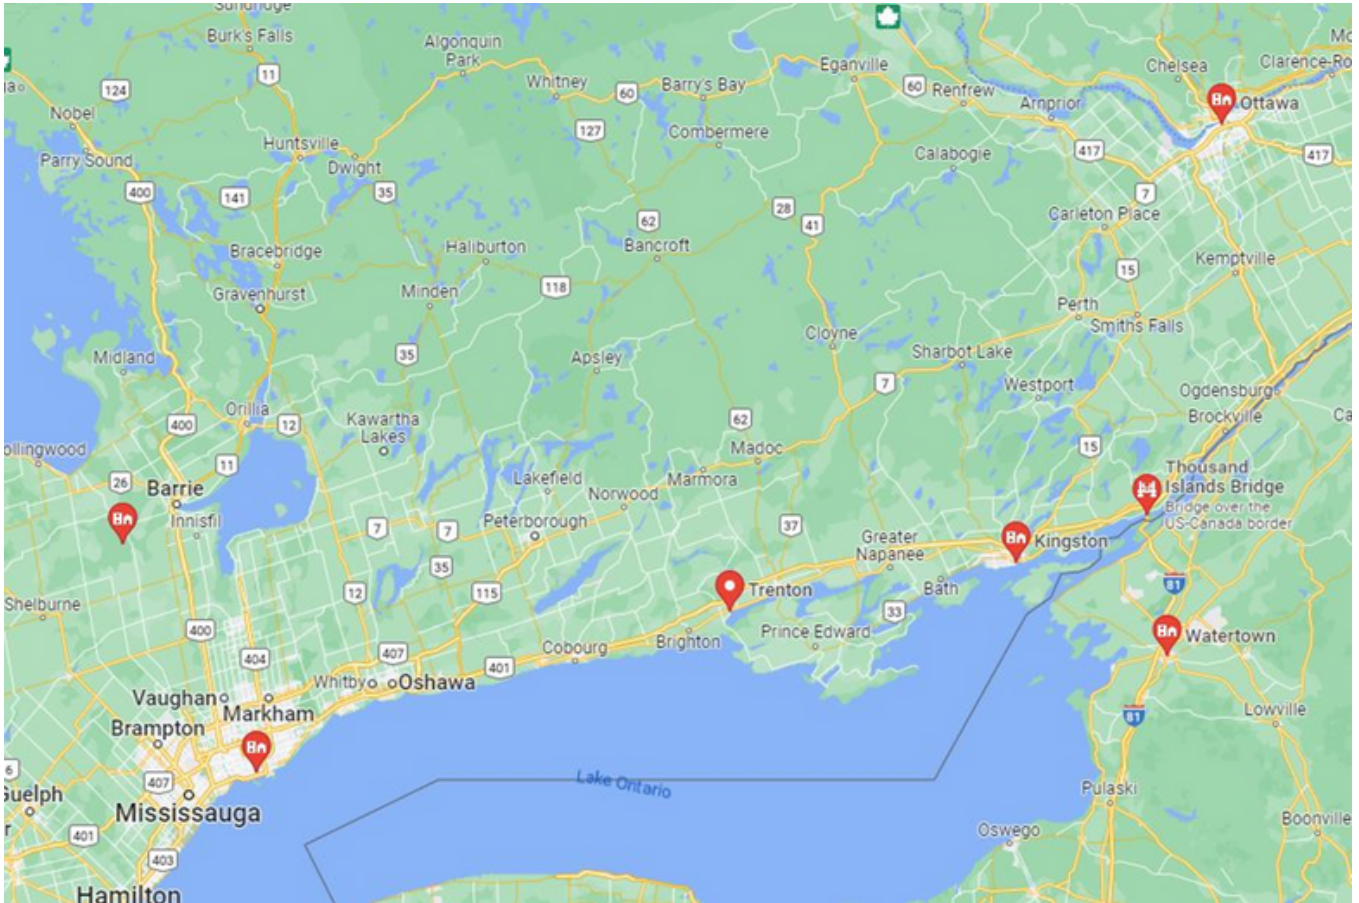 Sundridge
Burk's Falls
Algonquin
Park
Chelsea
Clarence-Ro
Eganville
11
124
Whitney
60
Barry's Bay
60
Renfrew
Arnprior
Ottawa
Nobel
127
Combermere
Huntsville
417
417
Parry Sound
Dwight
Calabogie
400
141
35
7
28
62
41
Carleton Place
Bracebridge
Haliburton
Bancroft
Kemptville
15
118
Gravenhurst
Minden
Perth
Smiths Falls
Cloyne
Midland
35
Apsley
Sharbot Lake
7
Westport
Ogdensburg
Orillia
Brockville
Ca
400
12
Kawartha
Lakes
62
ollingwood
11
Madoc
15
Thousand
Islands Bridge
Bridge over the
US-Canada border
26
Barrie
Lakefield
Marmora
Norwood
Innisfil
7
7
Peterborough
37
Greater
Napanee
Kingston
35
Shelburne
12
115
Trenton
Bath
81
33
400
404
407
Cobourg
Brighton
Prince Edward
Watertown
401
Whitby
Oshawa
Vaughan
Markham
81
Lowville
Brampton
6
407
Lake Ontario
Pulaski
Guelph
Mississauga
r
401
Oswego
Boonville
403
Hamilton